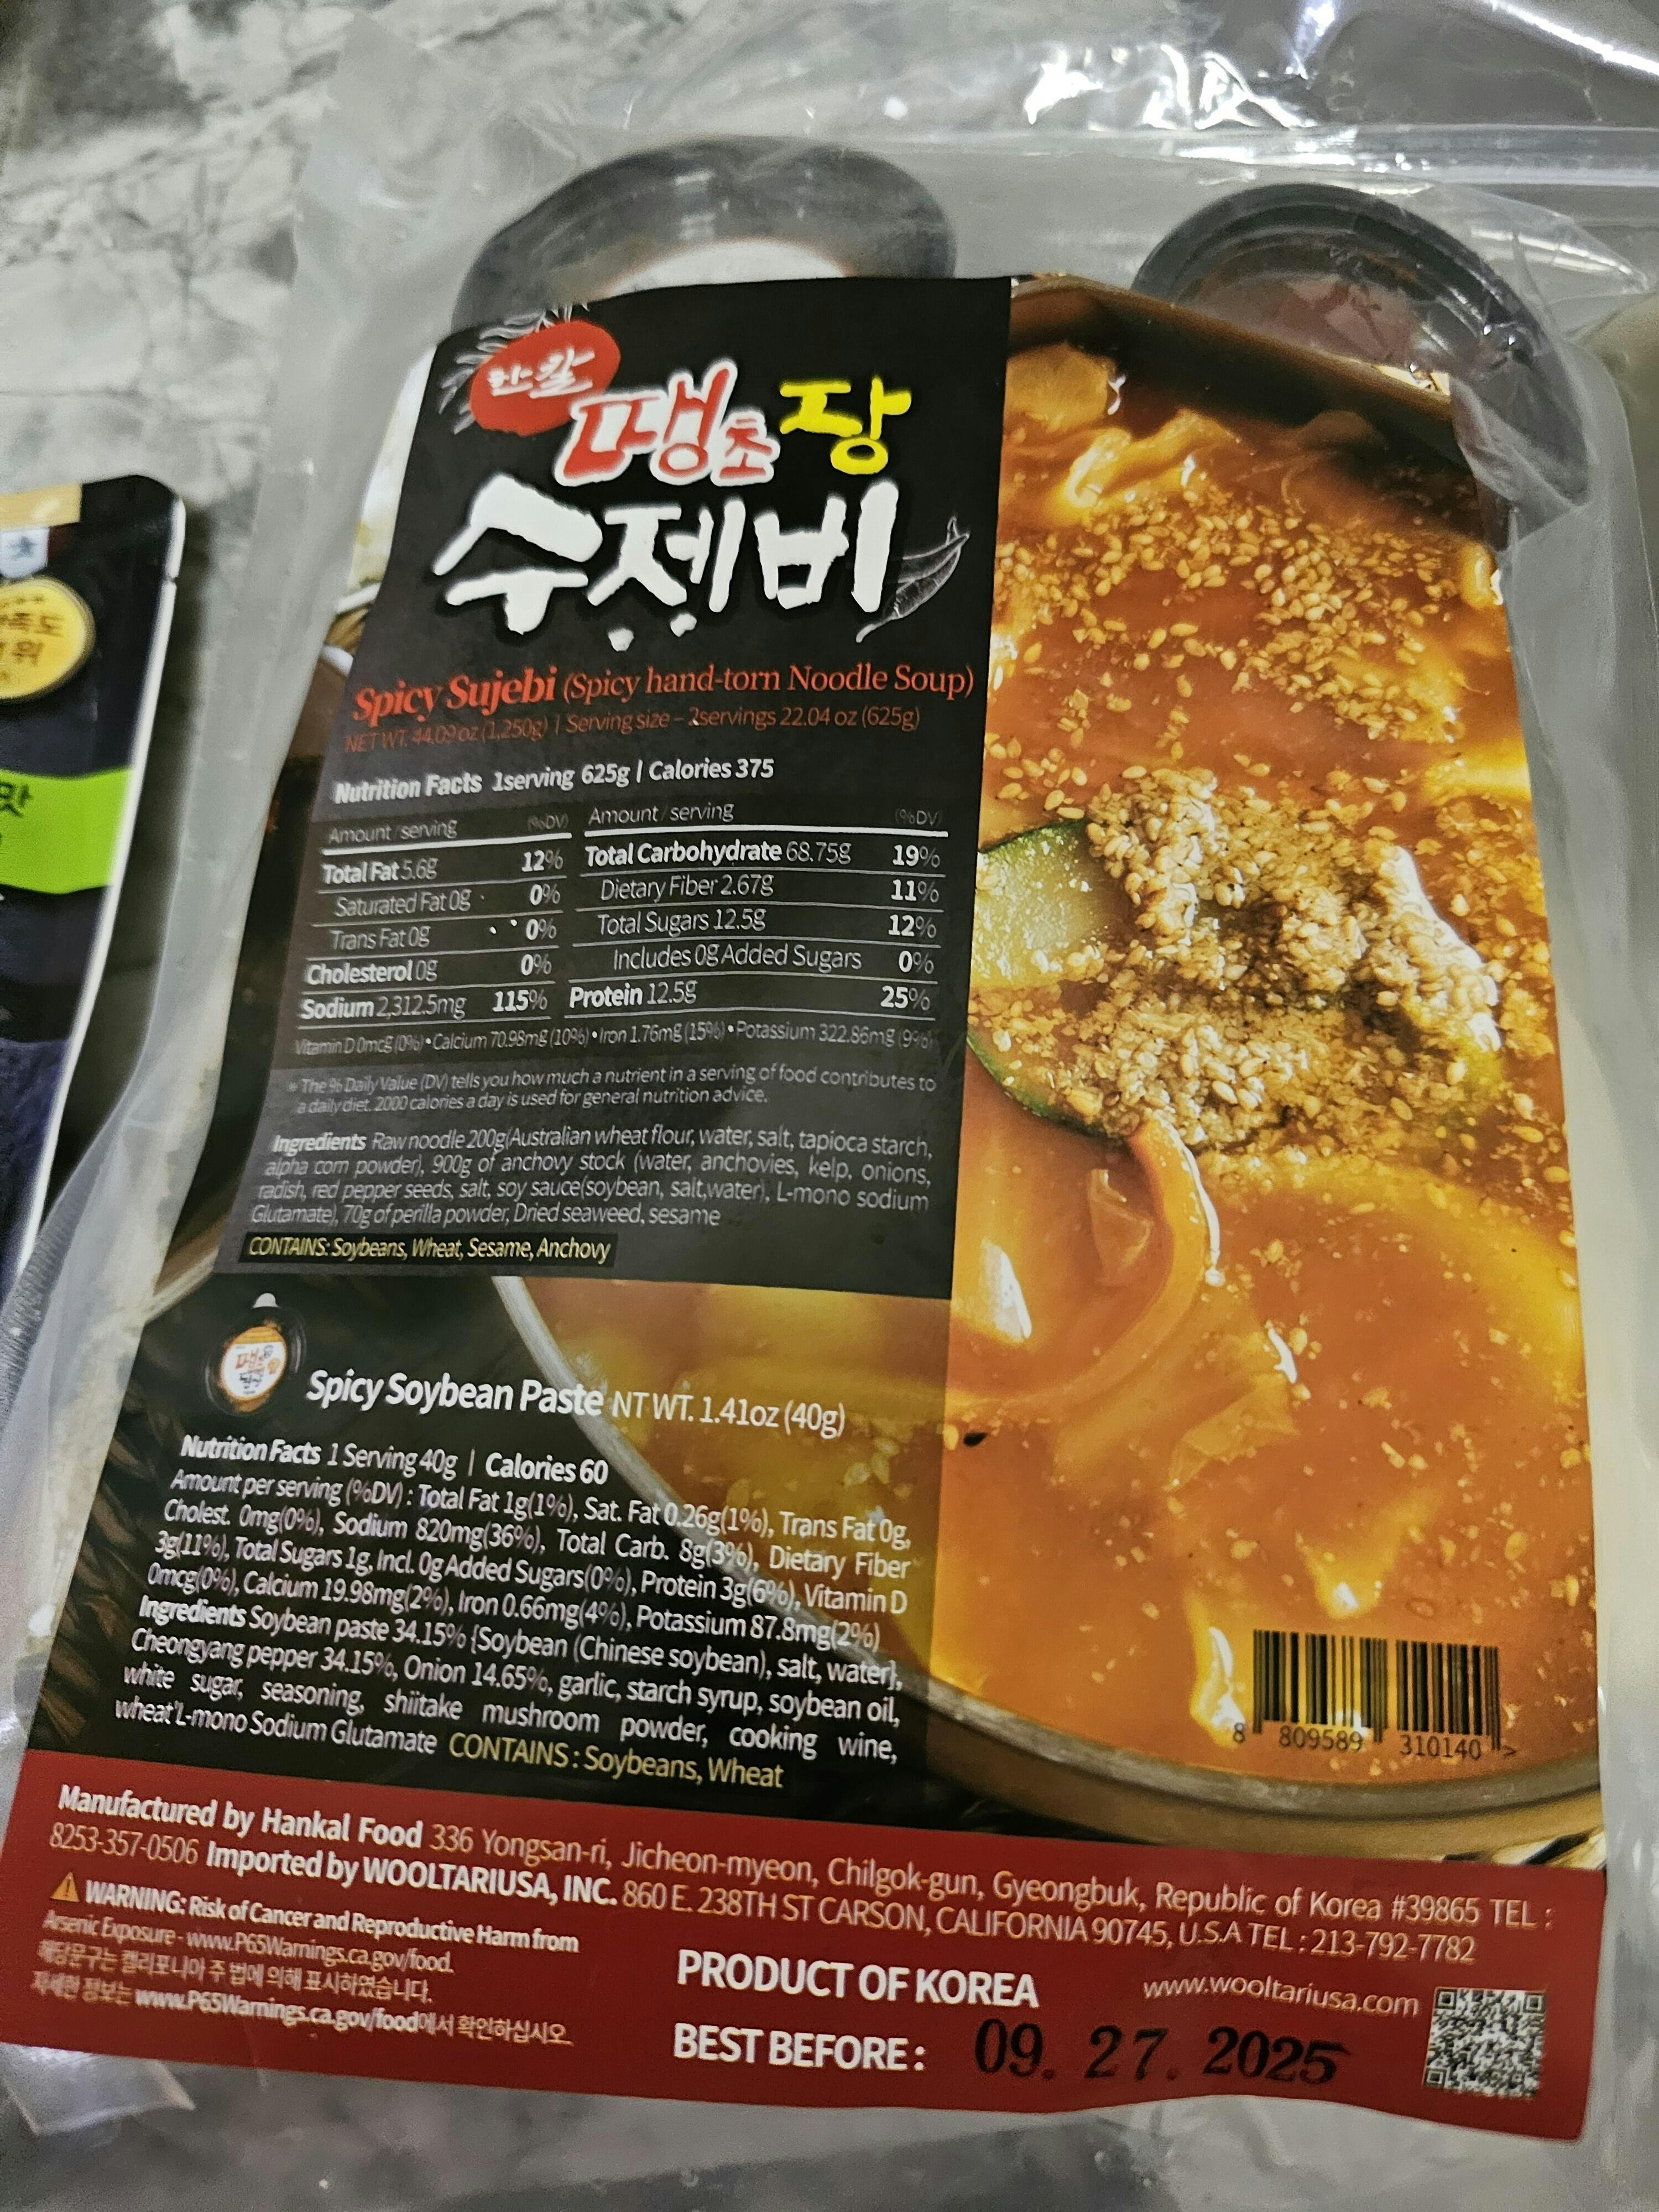 한칼
땡초장
수제비
Spicy Sujebi (Spicy hand-torn Noodle Soup)
NET WT. 44.09 oz (1,250g) | Serving size – 2servings 22.04 oz (625g)
Nutrition Facts 1serving 625g | Calories 375
Amount/serving (%DV) Amount/serving (%DV)
Total Fat 5.6g 12% Total Carbohydrate 68.75g 19%
Saturated Fat 0g 0% Dietary Fiber 2.67g 11%
Trans Fat 0g 0% Total Sugars 12.5g 12%
Cholesterol 0g 0% Includes 0g Added Sugars 0%
Sodium 2,312.5mg 115% Protein 12.5g 25%
Vitamin D 0mcg (0%) • Calcium 70.98mg (10%) • Iron 1.76mg (15%) • Potassium 322.86mg (9%)
* The % Daily Value (DV) tells you how much a nutrient in a serving of food contributes to
a daily diet. 2000 calories a day is used for general nutrition advice.
Ingredients Raw noodle 200g(Australian wheat flour, water, salt, tapioca starch,
alpha corn powder), 900g of anchovy stock (water, anchovies, kelp, onions,
radish, red pepper seeds, salt, soy sauce(soybean, salt,water), L-mono sodium
Glutamate), 70g of perilla powder, Dried seaweed, sesame
CONTAINS: Soybeans, Wheat, Sesame, Anchovy
Spicy Soybean Paste NT WT. 1.41oz (40g)
Nutrition Facts 1 Serving 40g | Calories 60
Amount per serving (%DV) : Total Fat 1g(1%), Sat. Fat 0.26g(1%), Trans Fat 0g,
Cholest. 0mg(0%), Sodium 820mg(36%), Total Carb. 8g(3%), Dietary Fiber
3g(11%), Total Sugars 1g, Incl. 0g Added Sugars(0%), Protein 3g(6%), Vitamin D
0mcg(0%), Calcium 19.98mg(2%), Iron 0.66mg(4%), Potassium 87.8mg(2%)
Ingredients Soybean paste 34.15% {Soybean (Chinese soybean), salt, water},
Cheongyang pepper 34.15%, Onion 14.65%, garlic, starch syrup, soybean oil,
white sugar, seasoning, shiitake mushroom powder, cooking wine,
wheat'L-mono Sodium Glutamate CONTAINS : Soybeans, Wheat
8 809589 310140 >
Manufactured by Hankal Food 336 Yongsan-ri, Jicheon-myeon, Chilgok-gun, Gyeongbuk, Republic of Korea #39865 TEL :
8253-357-0506 Imported by WOOLTARIUSA, INC. 860 E. 238TH ST CARSON, CALIFORNIA 90745, U.S.A TEL : 213-792-7782
WARNING: Risk of Cancer and Reproductive Harm from
Arsenic Exposure - www.P65Warnings.ca.gov/food.
해당문구는 캘리포니아 주 법에 의해 표시하였습니다.
자세한 정보는 www.P65Warnings.ca.gov/food에서 확인하십시오.
PRODUCT OF KOREA
www.wooltariusa.com
BEST BEFORE : 09. 27. 2025